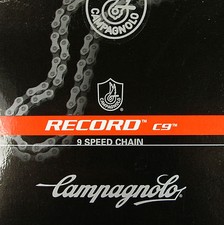 CAMPAGNOLO
RECORD™ C9™
9 SPEED CHAIN
Campagnolo